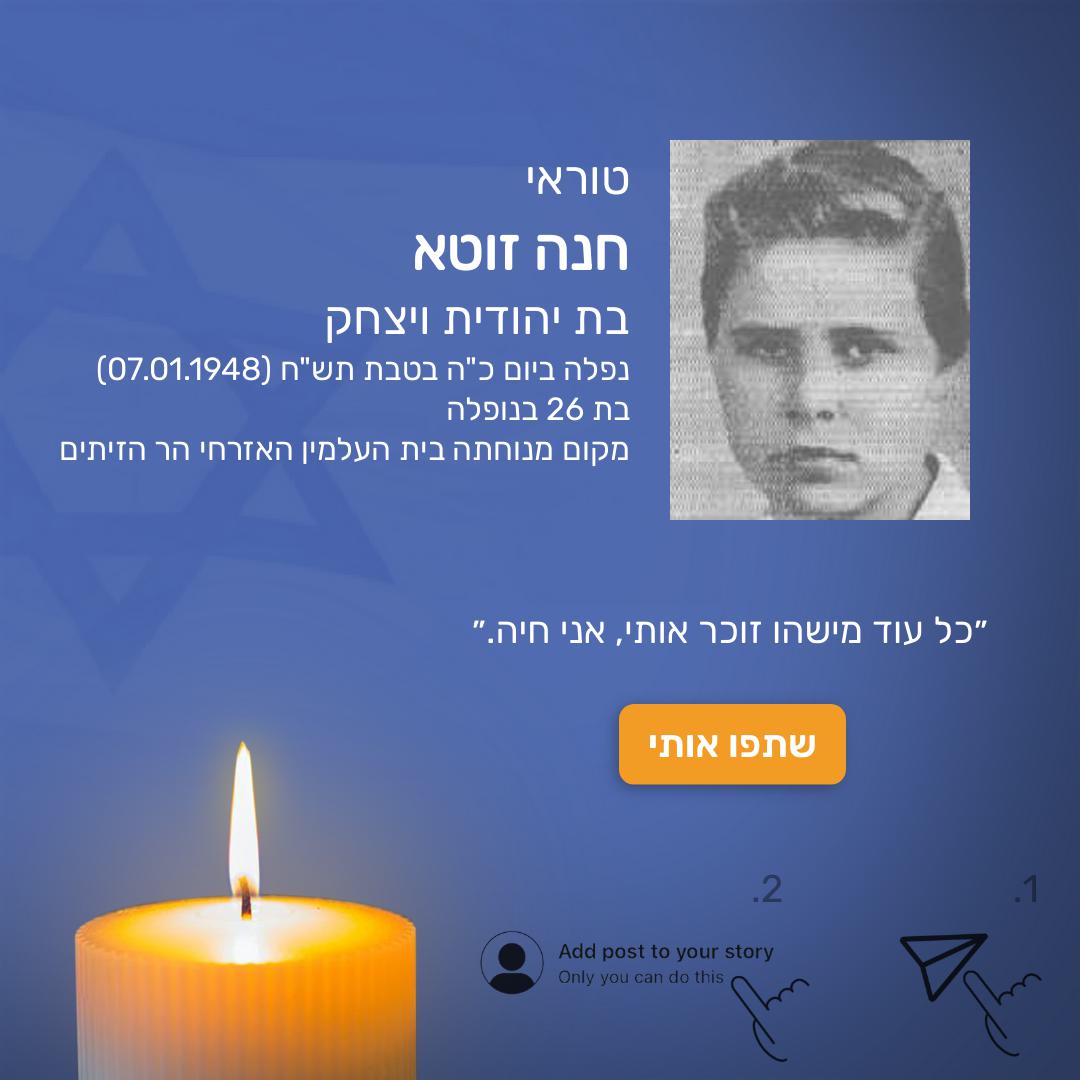 טוראי
חנה זוטא
בת יהודית ויצחק
נפלה ביום כ"ה בטבת תש"ח (07.01.1948)
בת 26 בנופלה
מקום מנוחתה בית העלמין האזרחי הר הזיתים
״כל עוד מישהו זוכר אותי, אני חיה.״
שתפו אותי
1.
2.
Add post to your story
Only you can do this